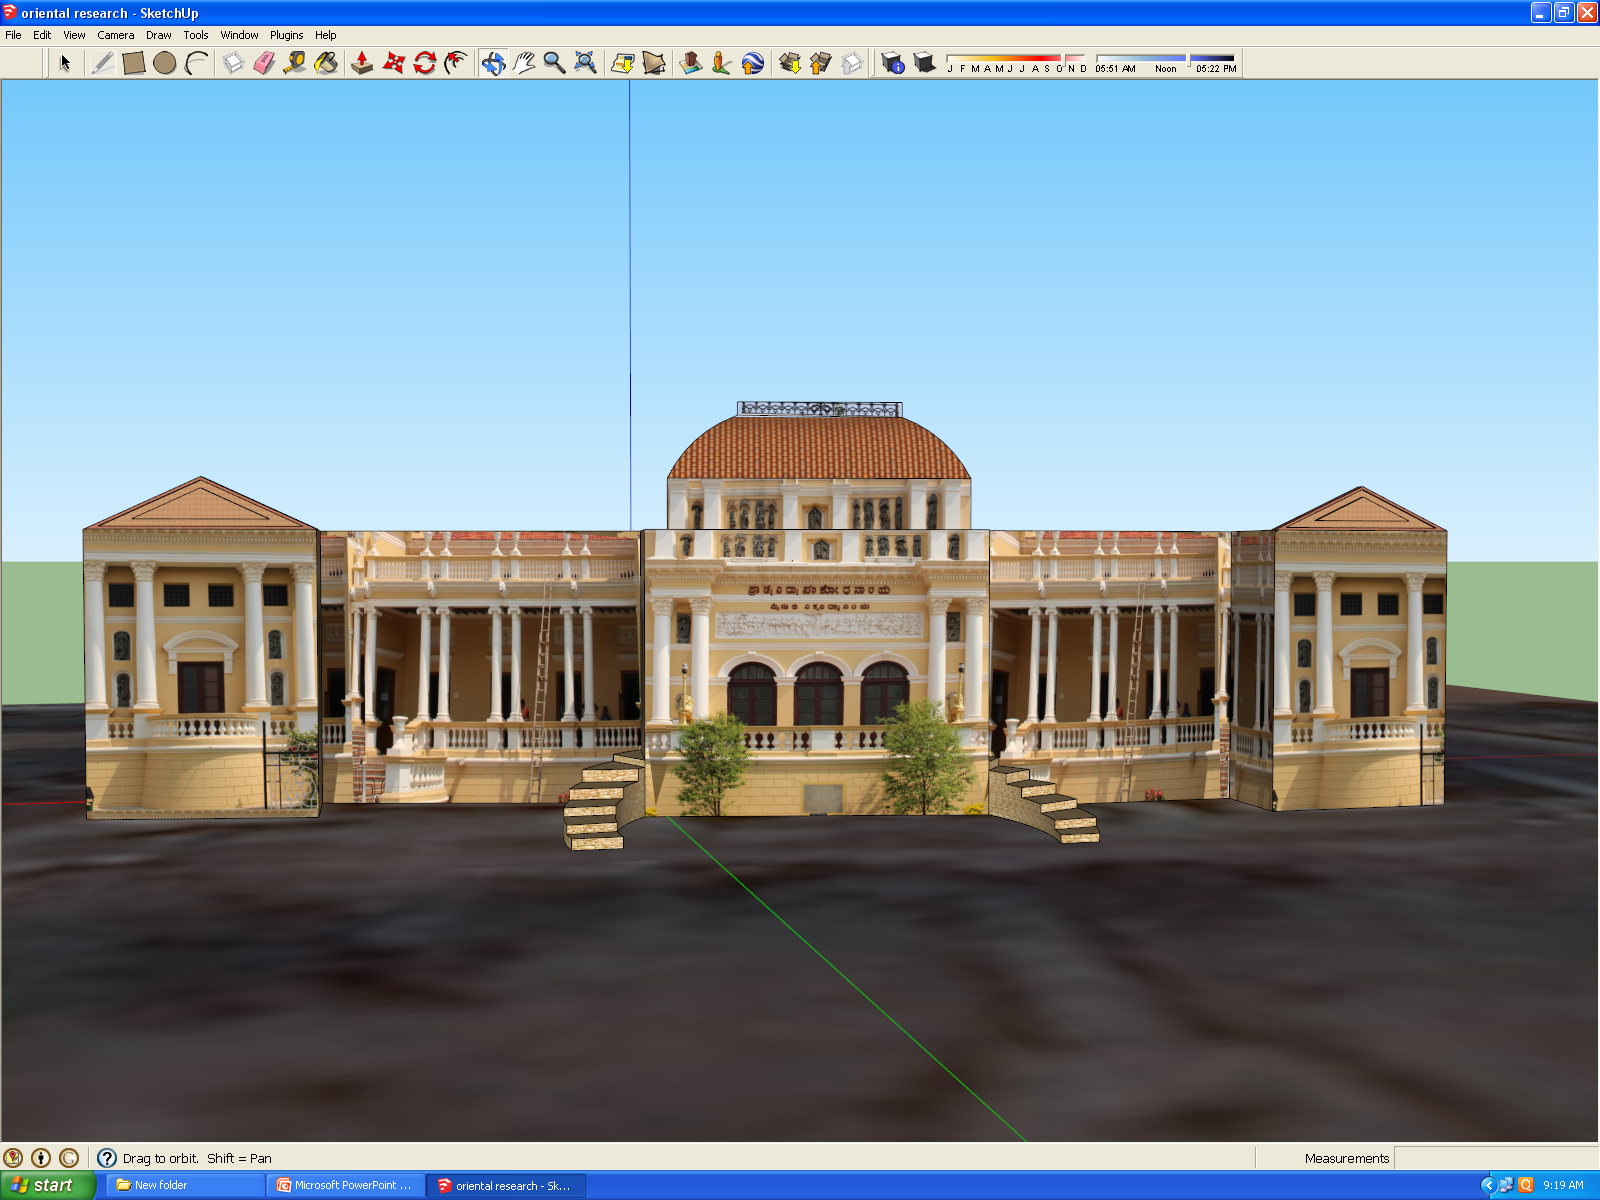 oriental research - SketchUp
File Edit View Camera Draw Tools Window Plugins Help
J F M A M J J A S O N D
05:51 AM Noon 05:22 PM
Drag to orbit. Shift = Pan
Measurements
start
New folder
Microsoft PowerPoint ...
oriental research - Sk...
9:19 AM